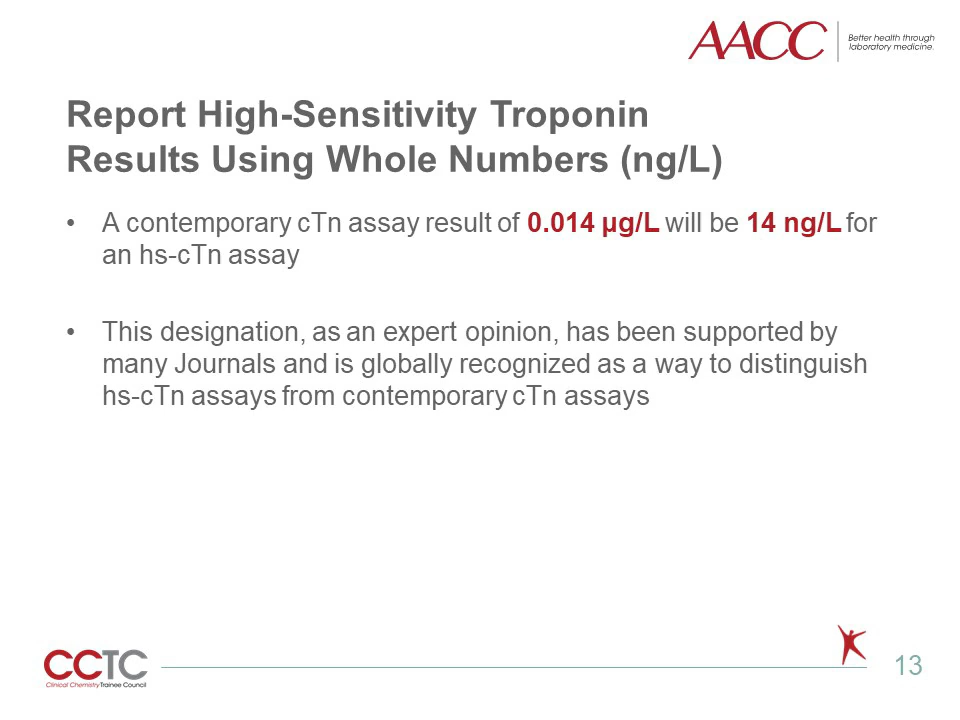 AACC
Better health through
laboratory medicine.
Report High-Sensitivity Troponin
Results Using Whole Numbers (ng/L)
• A contemporary cTn assay result of 0.014 µg/L will be 14 ng/L for
an hs-cTn assay
• This designation, as an expert opinion, has been supported by
many Journals and is globally recognized as a way to distinguish
hs-cTn assays from contemporary cTn assays
CCTC
Clinical Chemistry Trainee Council
13